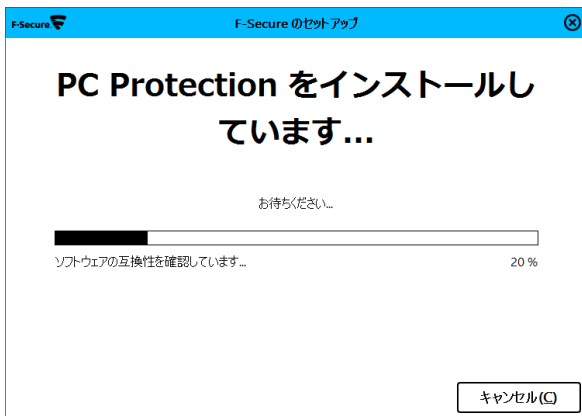 F-Secure
F-Secure のセットアップ
PC Protection をインストールし
ています...
お待ちください...
ソフトウェアの互換性を確認しています...
20 %
キャンセル(C)